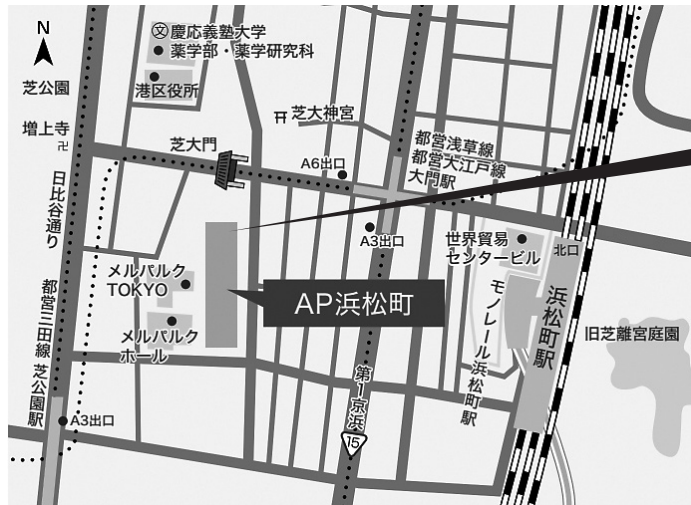 N
慶応義塾大学
薬学部・薬学研究科
港区役所
芝公園
増上寺
芝大門
芝大神宮
A6出口
都営浅草線
都営大江戸線
大門駅
日比谷通り
A3出口
世界貿易
センタービル
北口
メルパルク
TOKYO
AP浜松町
モノレール浜松町駅
浜松町駅
旧芝離宮庭園
メルパルク
ホール
都営三田線 芝公園駅
第1京浜
15
A3出口